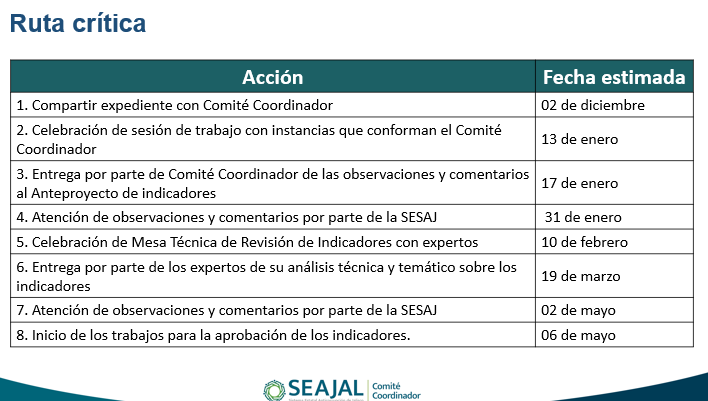 Ruta crítica
Acción
Fecha estimada
1. Compartir expediente con Comité Coordinador
02 de diciembre
2. Celebración de sesión de trabajo con instancias que conforman el Comité
Coordinador
13 de enero
3. Entrega por parte de Comité Coordinador de las observaciones y comentarios
al Anteproyecto de indicadores
17 de enero
4. Atención de observaciones y comentarios por parte de la SESAJ
31 de enero
5. Celebración de Mesa Técnica de Revisión de Indicadores con expertos
10 de febrero
6. Entrega por parte de los expertos de su análisis técnica y temático sobre los
indicadores
19 de marzo
7. Atención de observaciones y comentarios por parte de la SESAJ
02 de mayo
8. Inicio de los trabajos para la aprobación de los indicadores.
06 de mayo
SEAJAL
Comité
Coordinador